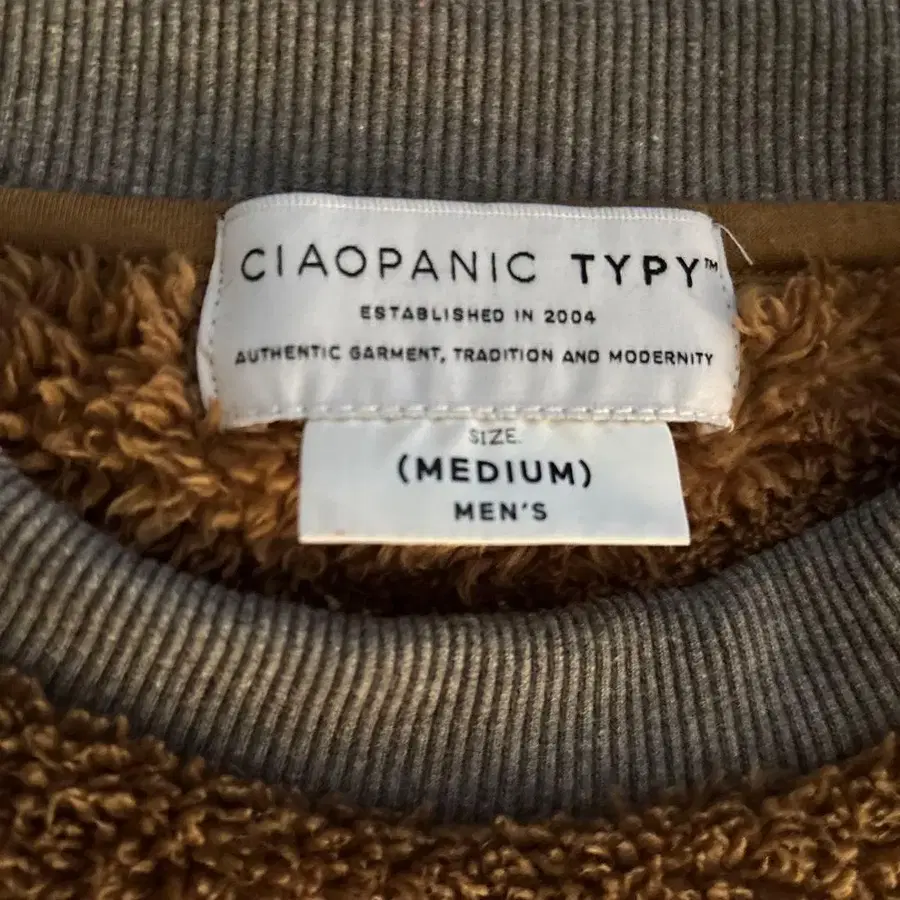 CIAOPANIC TYPY™
ESTABLISHED IN 2004
AUTHENTIC GARMENT, TRADITION AND MODERNITY
SIZE.
(MEDIUM)
MEN'S